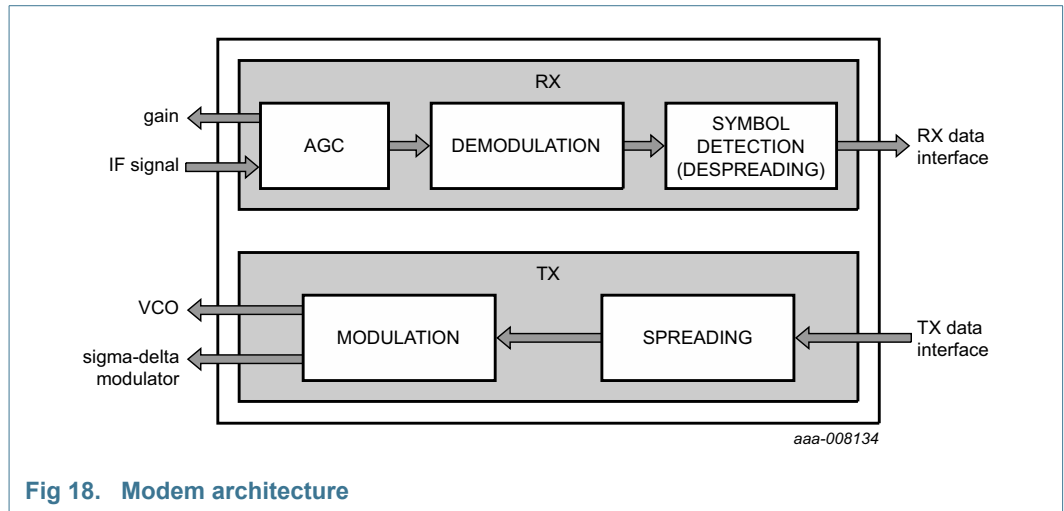 RX
gain
IF signal
AGC
DEMODULATION
SYMBOL
DETECTION
(DESPREADING)
RX data
interface
TX
VCO
sigma-delta
modulator
MODULATION
SPREADING
TX data
interface
aaa-008134
Fig 18. Modem architecture